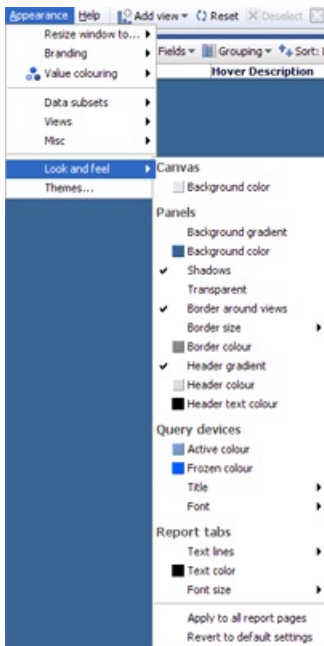 Appearance Help Add view Reset Deselect
Resize window to...
Branding
Fields Grouping Sort:
Value colouring
Hover Description
Data subsets
Views
Misc
Look and feel
Themes...
Canvas
Background color
Panels
Background gradient
Background color
Shadows
Transparent
Border around views
Border size
Border colour
Header gradient
Header colour
Header text colour
Query devices
Active colour
Frozen colour
Title
Font
Report tabs
Text lines
Text color
Font size
Apply to all report pages
Revert to default settings